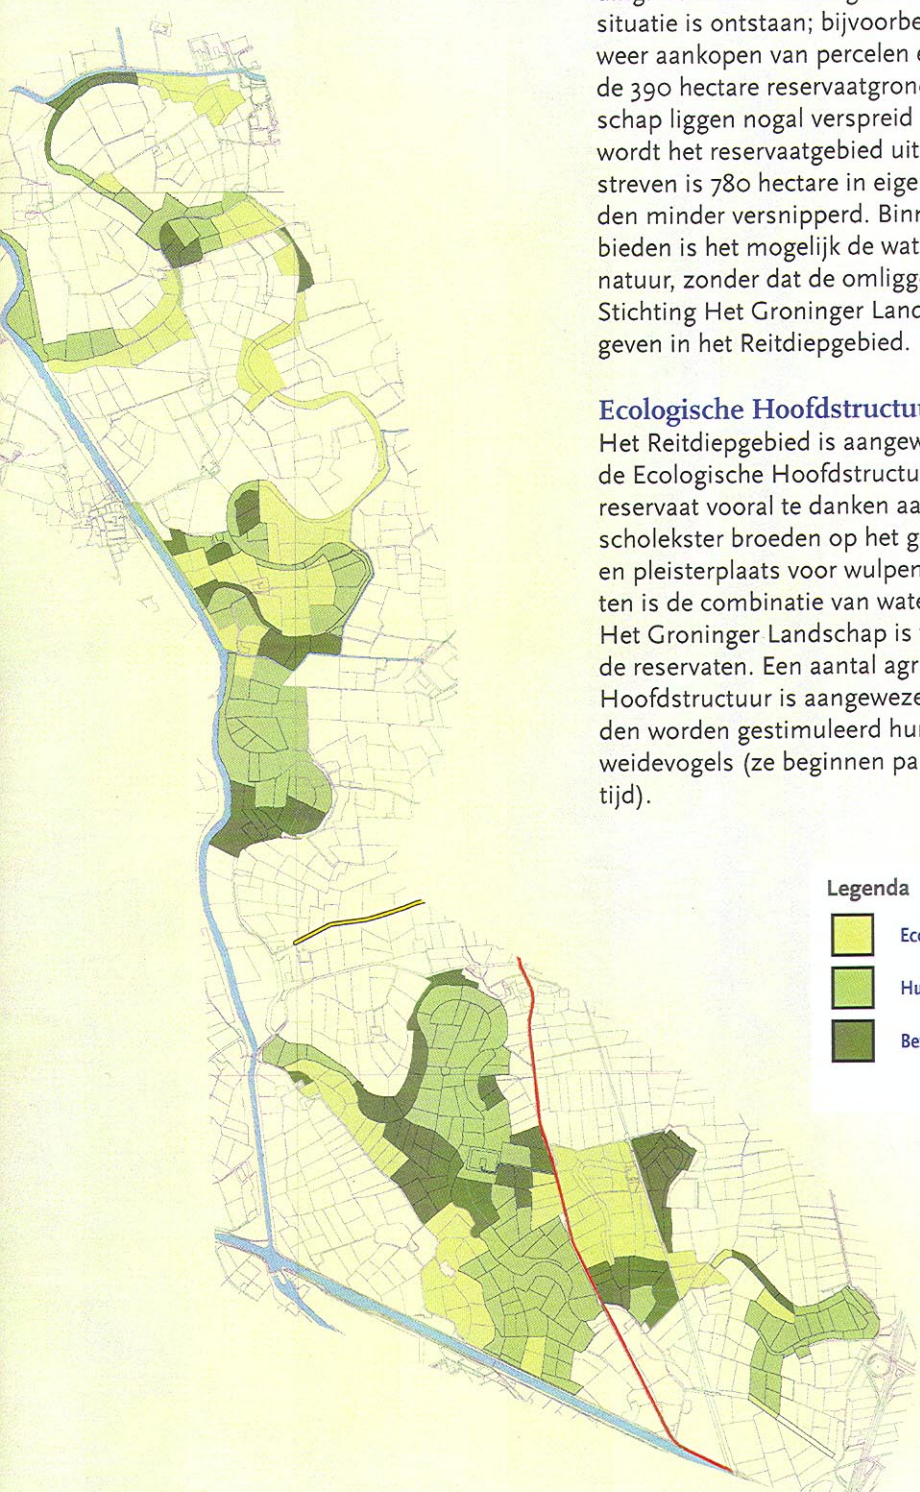 situatie is ontstaan; bijvoorbe
weer aankopen van percelen e
de 390 hectare reservaatgron
schap liggen nogal verspreid
wordt het reservaatgebied uit
streven is 780 hectare in eige
den minder versnipperd. Binn
bieden is het mogelijk de wat
natuur, zonder dat de omligg
Stichting Het Groninger Land
geven in het Reitdiepgebied.
Ecologische Hoofdstructuu
Het Reitdiepgebied is aangew
de Ecologische Hoofdstructu
reservaat vooral te danken aa
scholekster broeden op het g
en pleisterplaats voor wulpen
ten is de combinatie van wate
Het Groninger Landschap is
de reservaten. Een aantal agr
Hoofdstructuur is aangeweze
den worden gestimuleerd hun
weidevogels (ze beginnen pa
tijd).
Legenda
Eco
Hu
Be